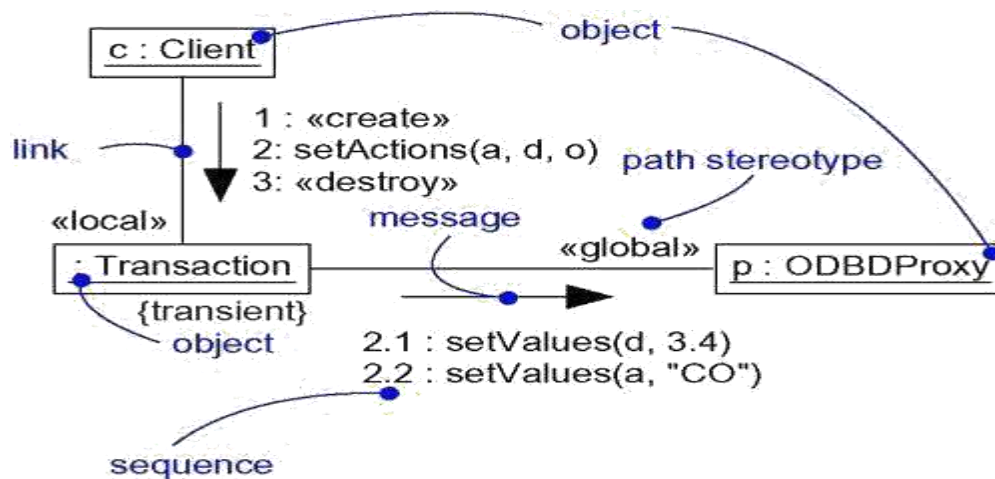 object
c : Client
1 : «create»
link
2: setActions(a, d, o)
path stereotype
3: «destroy»
«local»
message
«global»
: Transaction
p : ODBDProxy
{transient}
object
2.1 : setValues(d, 3.4)
2.2 : setValues(a, "CO")
sequence